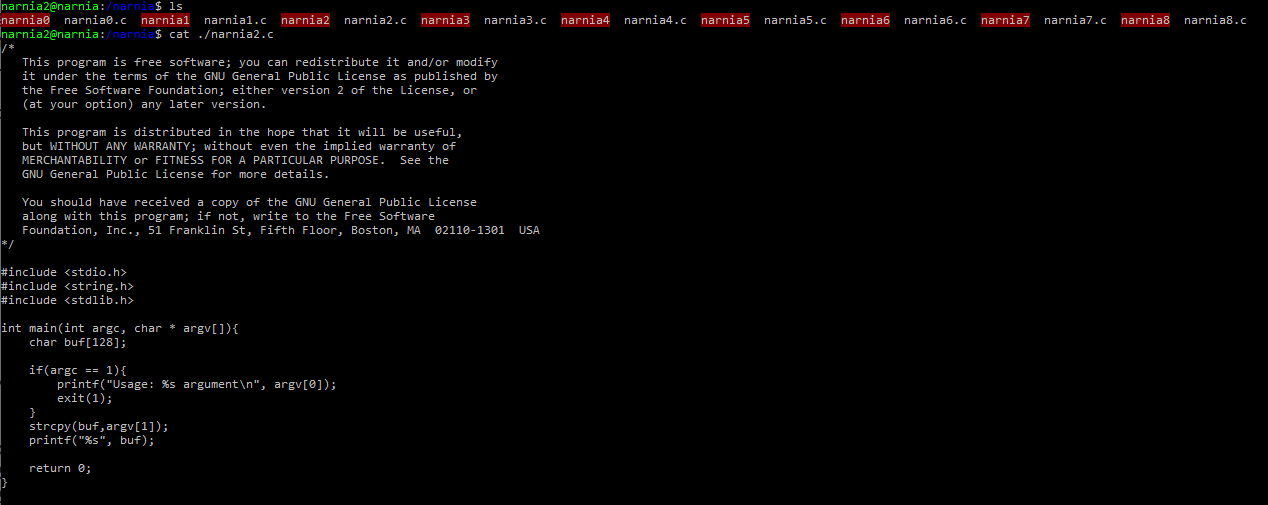 narnia2@narnia:/narnia$ ls
narnia0  narnia0.c  narnia1  narnia1.c  narnia2  narnia2.c  narnia3  narnia3.c  narnia4  narnia4.c  narnia5  narnia5.c  narnia6  narnia6.c  narnia7  narnia7.c  narnia8  narnia8.c
narnia2@narnia:/narnia$ cat ./narnia2.c
/*
   This program is free software; you can redistribute it and/or modify
   it under the terms of the GNU General Public License as published by
   the Free Software Foundation; either version 2 of the License, or
   (at your option) any later version.

   This program is distributed in the hope that it will be useful,
   but WITHOUT ANY WARRANTY; without even the implied warranty of
   MERCHANTABILITY or FITNESS FOR A PARTICULAR PURPOSE.  See the
   GNU General Public License for more details.

   You should have received a copy of the GNU General Public License
   along with this program; if not, write to the Free Software
   Foundation, Inc., 51 Franklin St, Fifth Floor, Boston, MA  02110-1301  USA
*/

#include <stdio.h>
#include <string.h>
#include <stdlib.h>

int main(int argc, char * argv[]){
    char buf[128];

    if(argc == 1){
        printf("Usage: %s argument\n", argv[0]);
        exit(1);
    }
    strcpy(buf,argv[1]);
    printf("%s", buf);

    return 0;
}